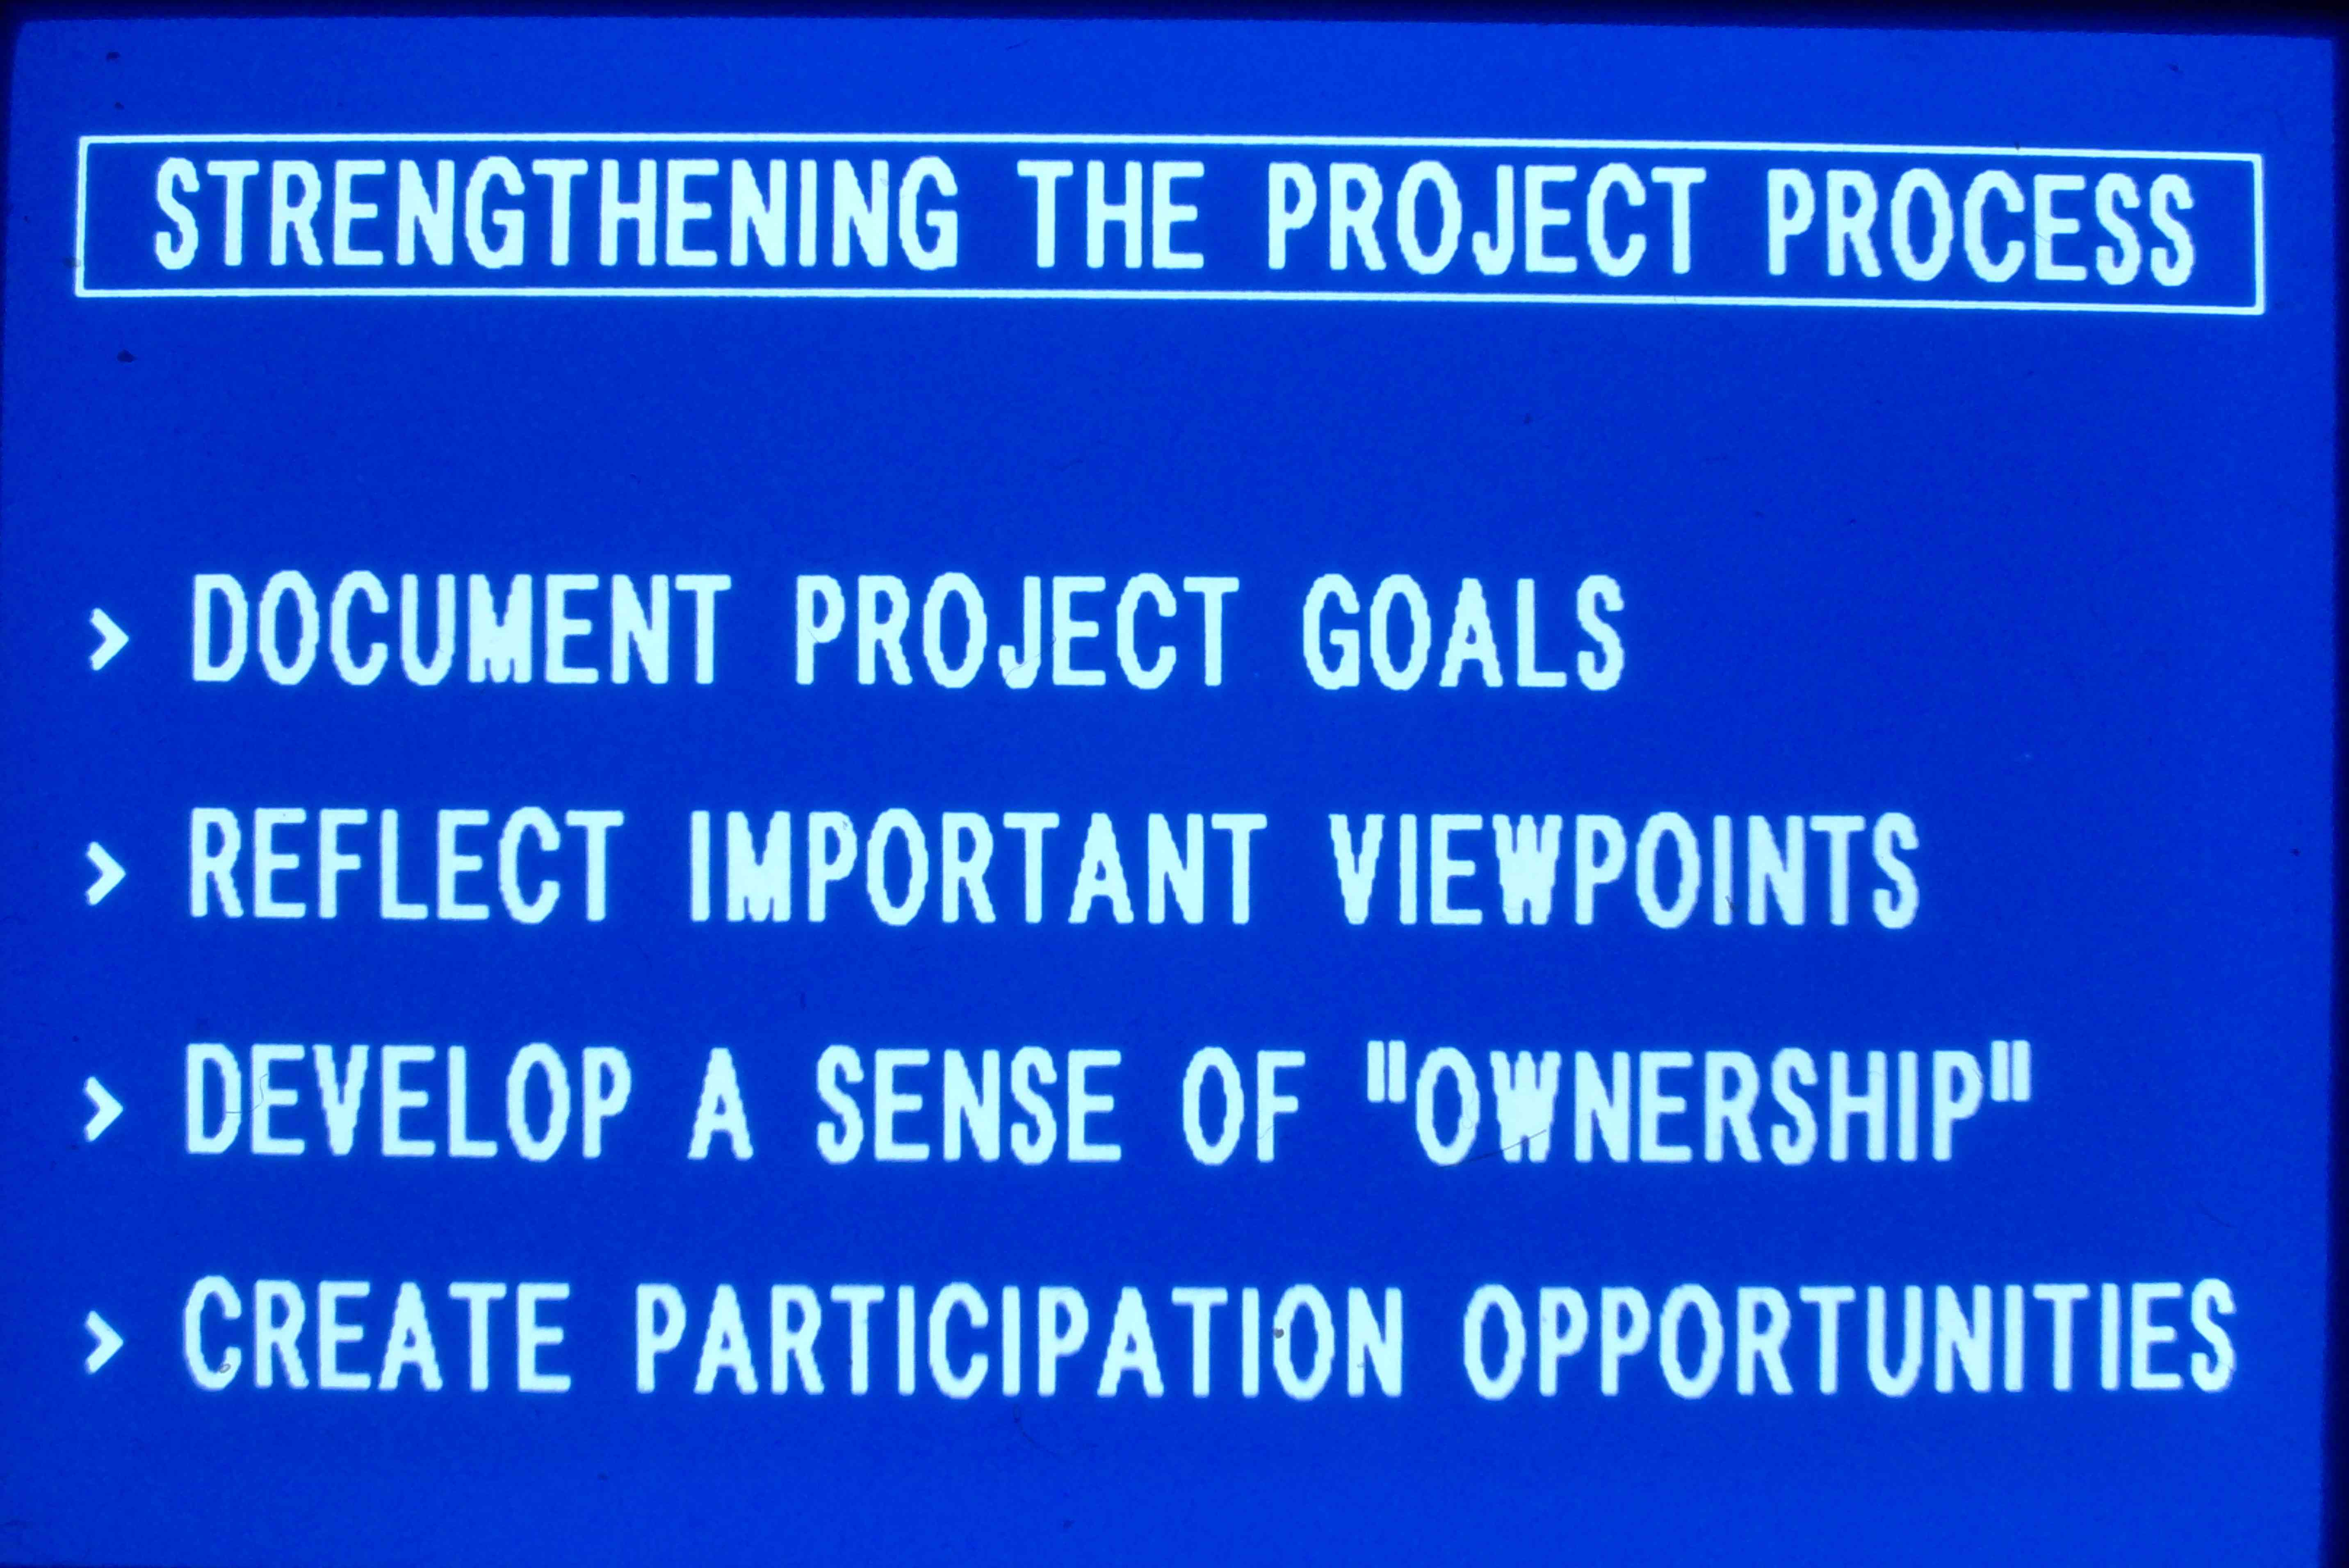 STRENGTHENING THE PROJECT PROCESS
> DOCUMENT PROJECT GOALS
> REFLECT IMPORTANT VIEWPOINTS
> DEVELOP A SENSE OF "OWNERSHIP"
> CREATE PARTICIPATION OPPORTUNITIES